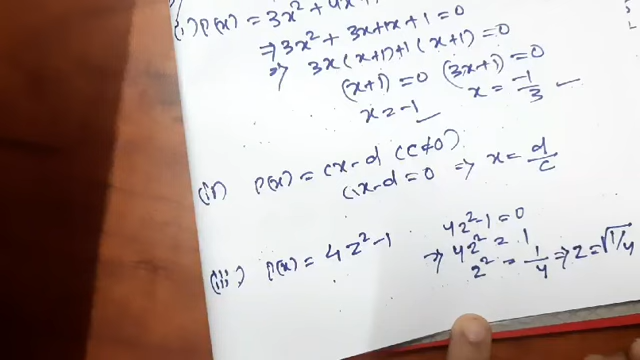 (i) P(x) = 3x² + 4x + 1
⇒ 3x² + 3x + x + 1 = 0
⇒ 3x (x+1) + 1 (x+1) = 0
(x+1) = 0 (3x+1) = 0
x = -1 x = -1/3
(ii) P(x) = cx - d (c≠0)
cx - d = 0 ⇒ x = d/c
(iii) P(x) = 4z² - 1
4z² - 1 = 0
⇒ 4z² = 1
z² = 1/4 ⇒ z = √1/4